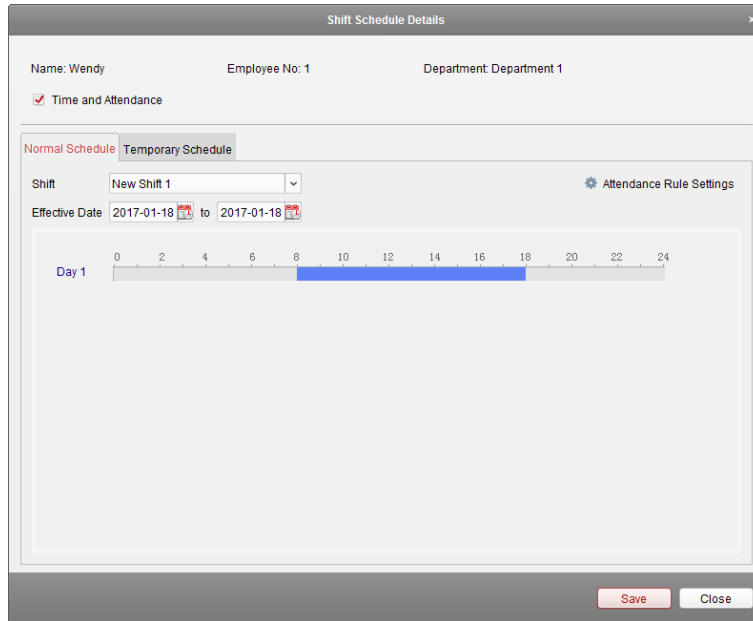 Shift Schedule Details
Name: Wendy Employee No: 1 Department: Department 1
Time and Attendance
Normal Schedule Temporary Schedule
Shift New Shift 1 Attendance Rule Settings
Effective Date 2017-01-18 to 2017-01-18
0 2 4 6 8 10 12 14 16 18 20 22 24
Day 1
Save Close